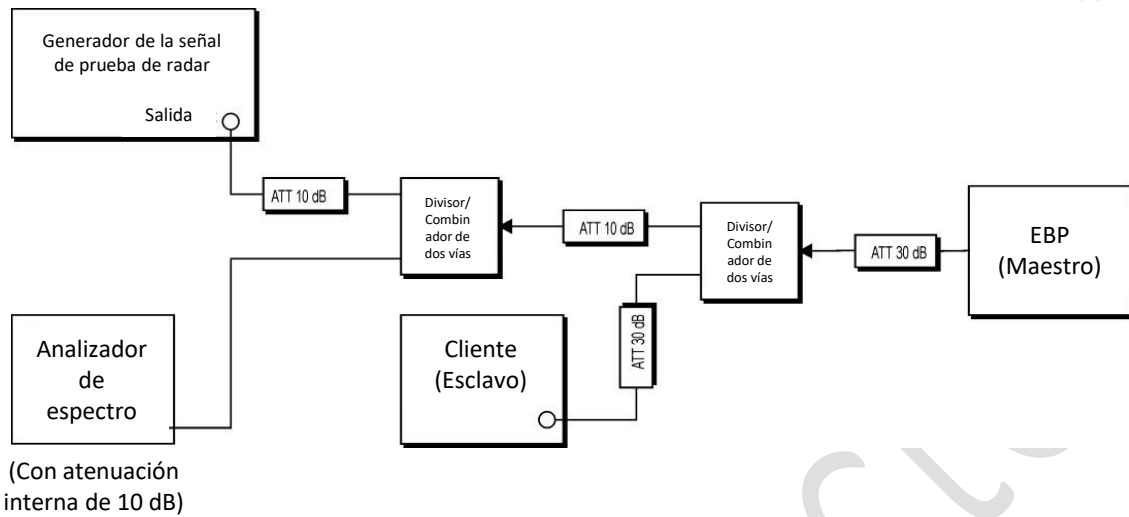 Generador de la señal
de prueba de radar
Salida
ATT 10 dB
Divisor/
Combin
ador de
dos vías
ATT 10 dB
Divisor/
Combin
ador de
dos vías
ATT 30 dB
EBP
(Maestro)
Analizador
de
espectro
(Con atenuación
interna de 10 dB)
Cliente
(Esclavo)
ATT 30 dB